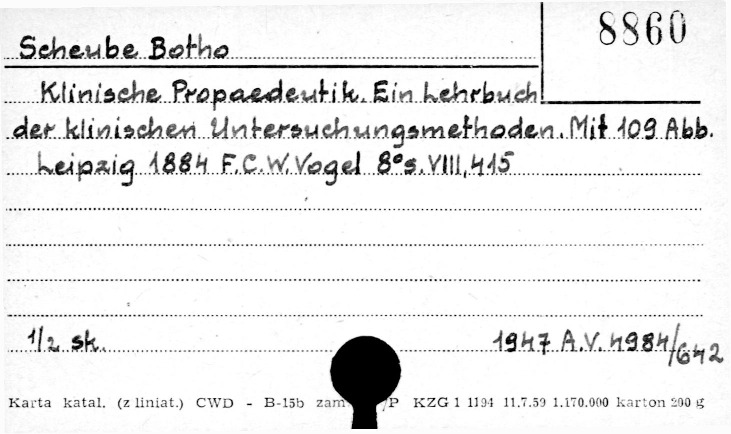 8860
Scheube Botho
Klinische Propaedeutik. Ein Lehrbuch
der klinischen Untersuchungsmethoden. Mit 109 Abb.
Leipzig 1884 F.C.W. Vogel 8° s. VIII, 415
1/2 sk. 1947 A.V. 4984/642
Karta katal. (z liniat.) CWD - B-15b zam /P KZG 1 1194 11.7.59 1.170.000 karton 200 g